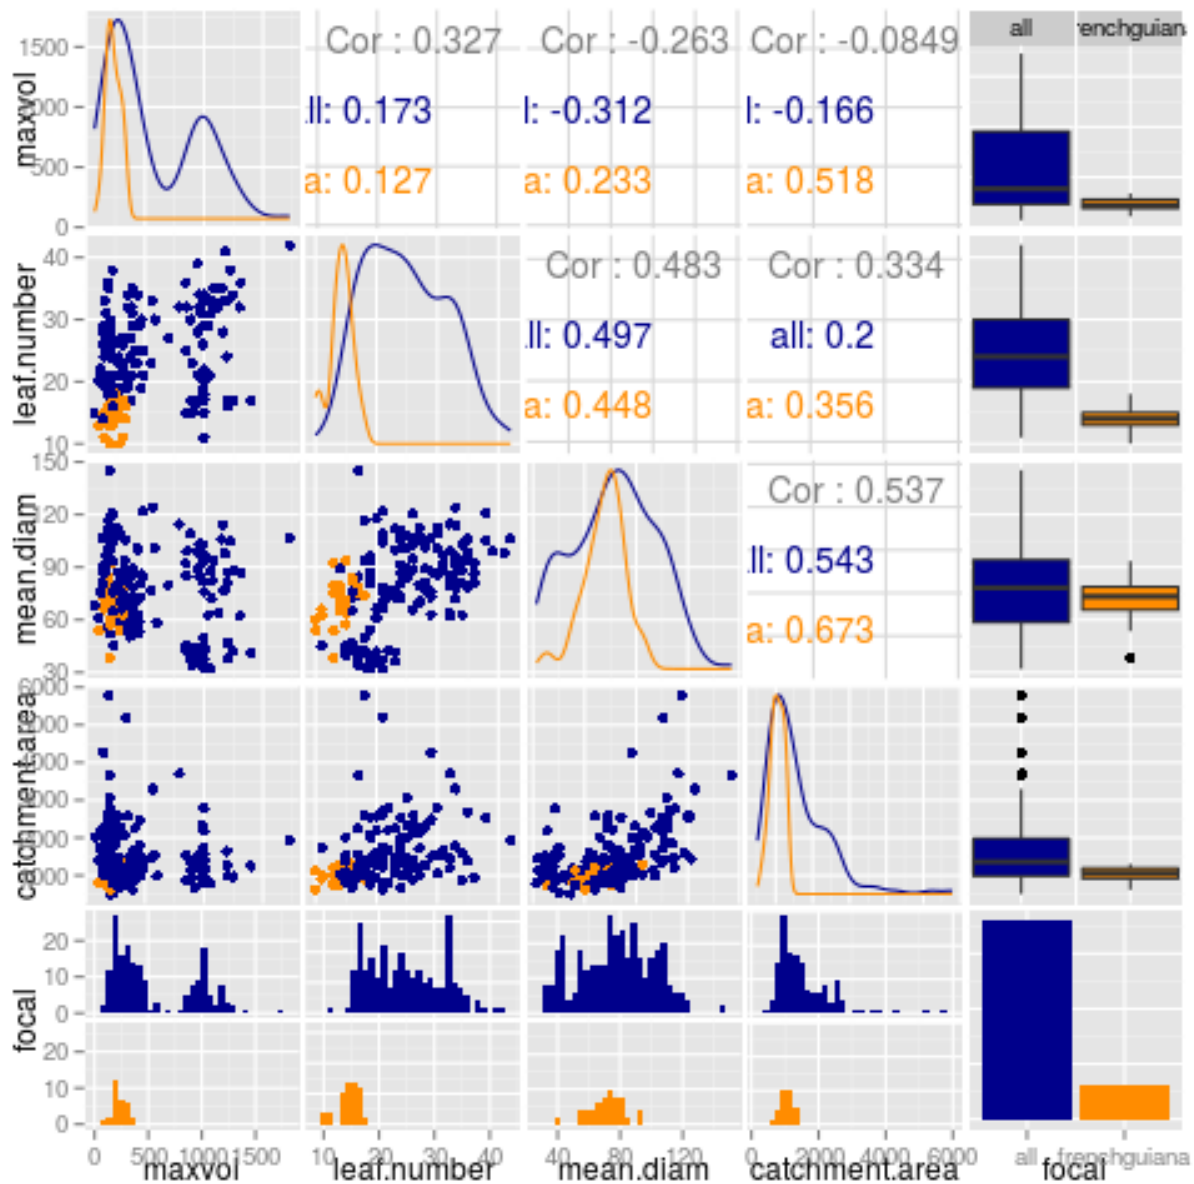 Cor : 0.327 Cor : -0.263 Cor : -0.0849 all renchguian
1500
ll: 0.173 l: -0.312 l: -0.166
maxvol
500
a: 0.127 a: 0.233 a: 0.518
0
40
Cor : 0.483 Cor : 0.334
leaf.number
30
ll: 0.497 all: 0.2
20
a: 0.448 a: 0.356
10
150
Cor : 0.537
mean.diam
120
ll: 0.543
90
60
a: 0.673
30
6000
catchment.area
focal
20
10
0
20
10
0
0 500 1000 1500 10 20 30 40 40 80 120 0 2000 4000 6000 all frenchguiana
maxvol leaf.number mean.diam catchment.area focal